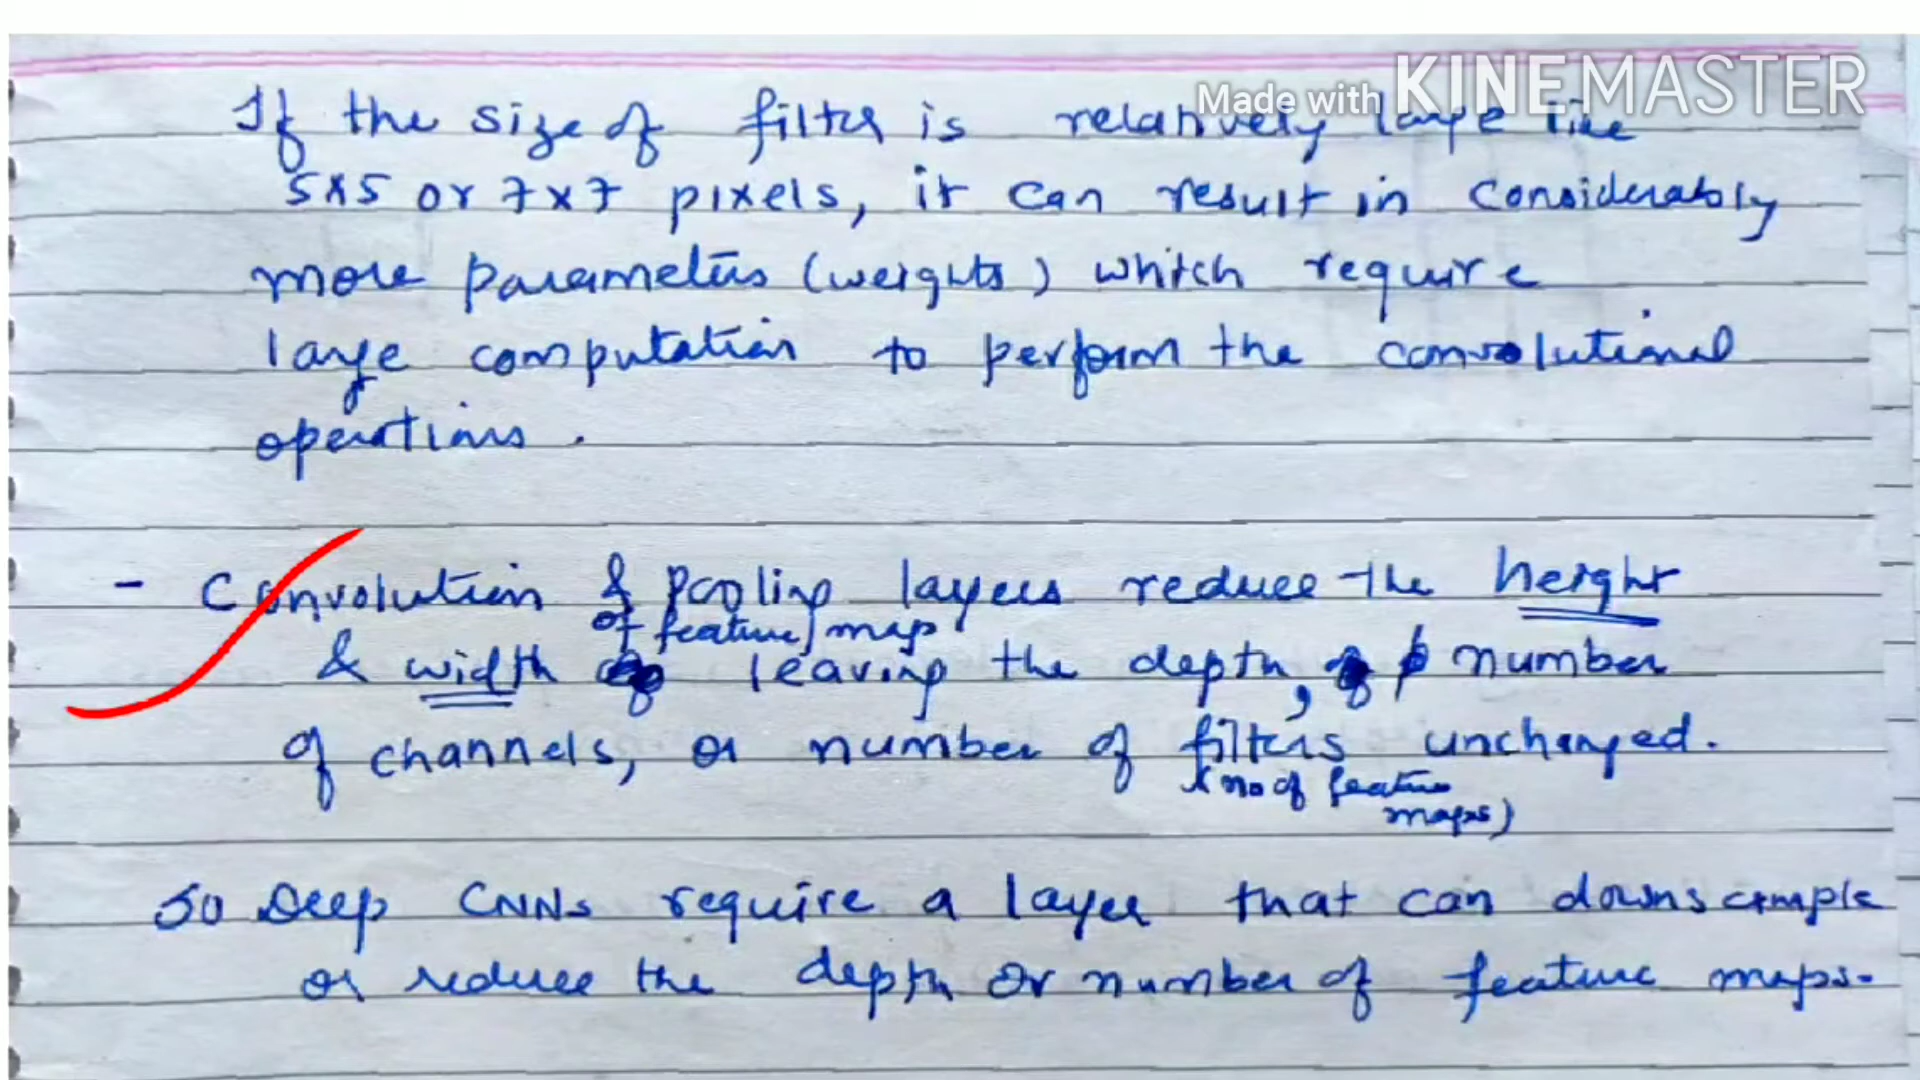 Made with KINEMASTER
If the size of filter is relatively large like
5x5 or 7x7 pixels, it can result in considerably
more parameters (weights) which require
large computation to perform the convolutional
operations.
- Convolution & pooling layers reduce the height
of feature map
& width leaving the depth, number
of channels, or number of filters unchanged.
(no of feature
maps)
So Deep CNNs require a layer that can downsample
or reduce the depth or number of feature maps.